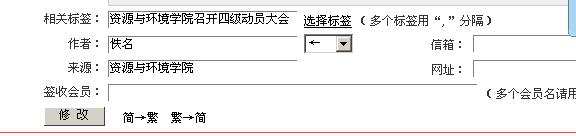 相关标签： 资源与环境学院召开四级动员大会 选择标签 （多个标签用“，”分隔）
作者： 佚名 ← 信箱：
来源： 资源与环境学院 网址：
签收会员： （多个会员名请用
修 改 简→繁 繁→简